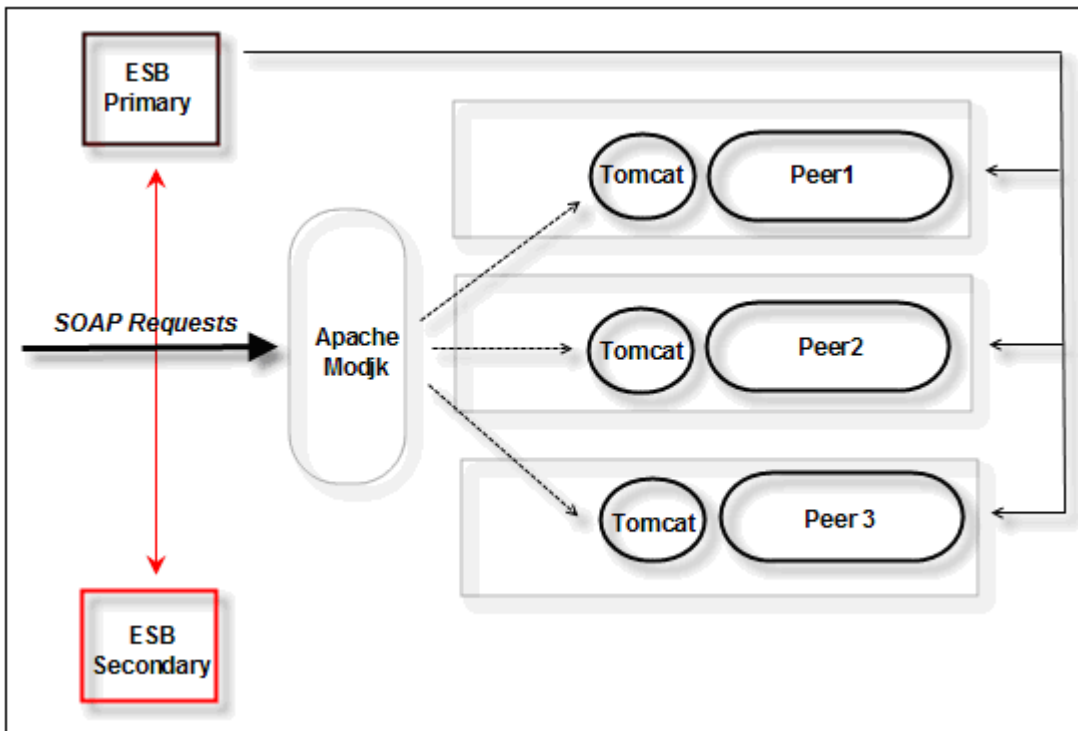 ESB
Primary
Tomcat
Peer1
SOAP Requests
Apache
Modjk
Tomcat
Peer2
Tomcat
Peer 3
ESB
Secondary